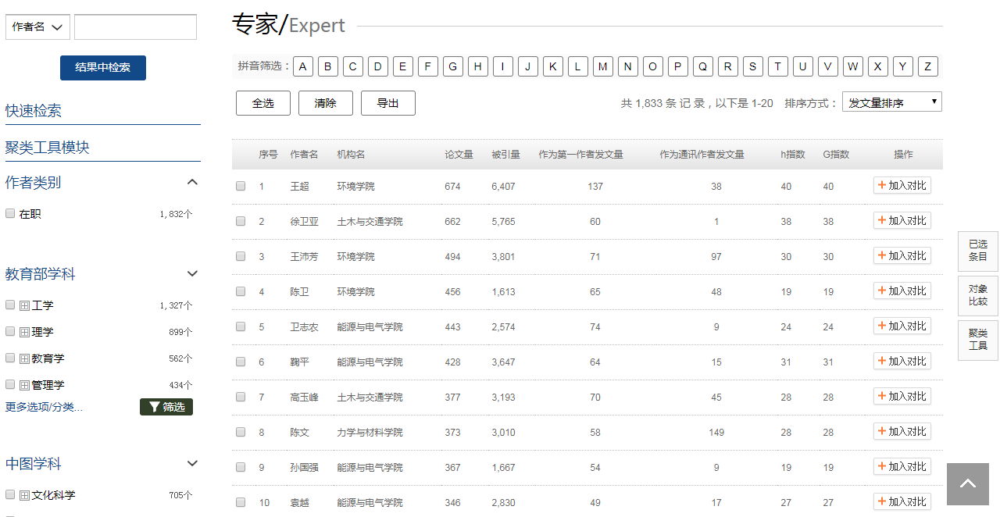 作者名
结果中检索
快速检索
聚类工具模块
作者类别
在职 1,832个
教育部学科
工学 1,327个
理学 899个
教育学 562个
管理学 434个
更多选项/分类... 筛选
中图学科
文化科学 705个
专家/Expert
拼音筛选： A B C D E F G H I J K L M N O P Q R S T U V W X Y Z
全选 清除 导出 共 1,833 条 记 录，以下是 1-20 排序方式： 发文量排序
序号 作者名 机构名 论文量 被引量 作为第一作者发文量 作为通讯作者发文量 h指数 G指数 操作
1 王超 环境学院 674 6,407 137 38 40 40 加入对比
2 徐卫亚 土木与交通学院 662 5,765 60 1 38 38 加入对比
3 王沛芳 环境学院 494 3,801 71 97 30 30 加入对比
4 陈卫 环境学院 456 1,613 65 48 19 19 加入对比
5 卫志农 能源与电气学院 443 2,574 74 9 24 24 加入对比
6 鞠平 能源与电气学院 428 3,647 64 15 31 31 加入对比
7 高玉峰 土木与交通学院 377 3,193 70 45 28 28 加入对比
8 陈文 力学与材料学院 373 3,010 58 149 28 28 加入对比
9 孙国强 能源与电气学院 367 1,667 54 9 19 19 加入对比
10 袁越 能源与电气学院 346 2,830 49 17 27 27 加入对比
已选
条目
对象
比较
聚类
工具